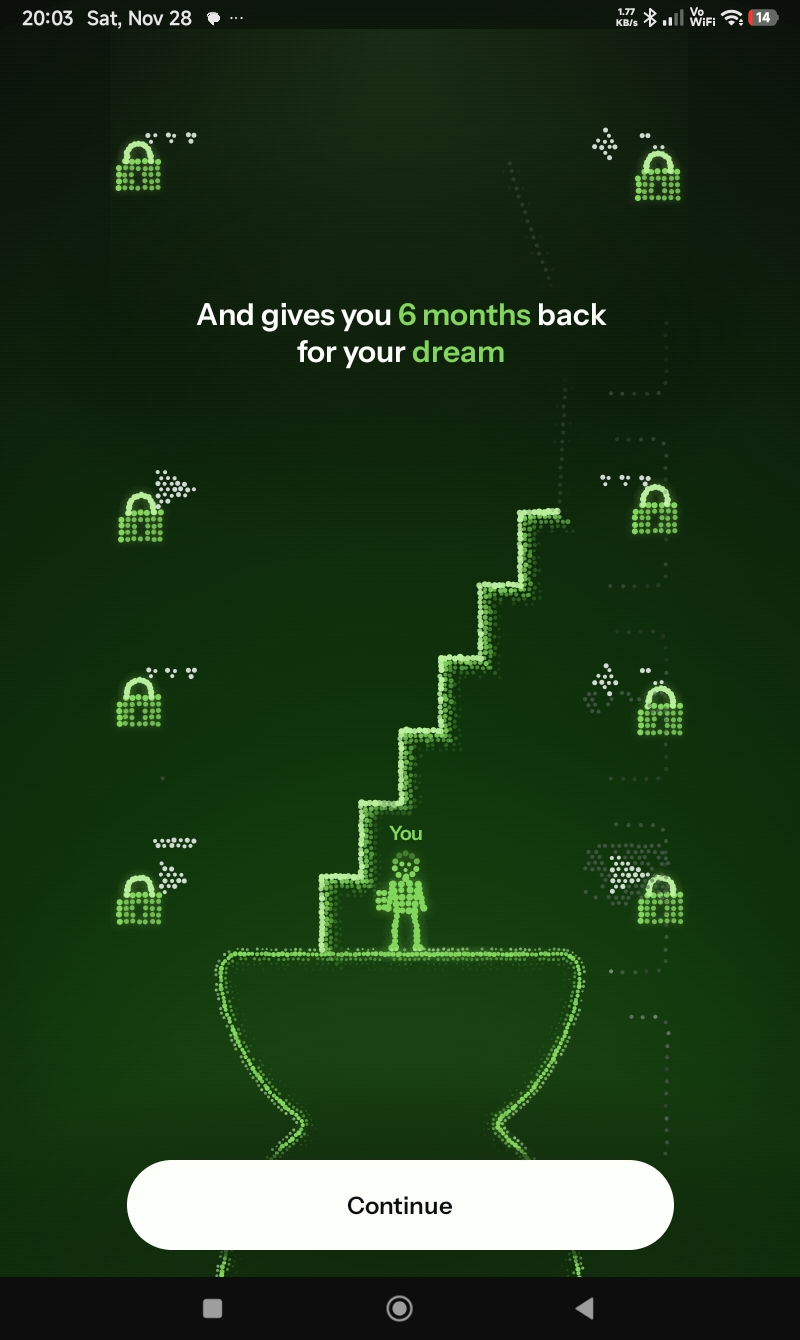 20:03 Sat, Nov 28 ···
1.77 KB/s Vo WiFi 14
And gives you 6 months back
for your dream
You
Continue